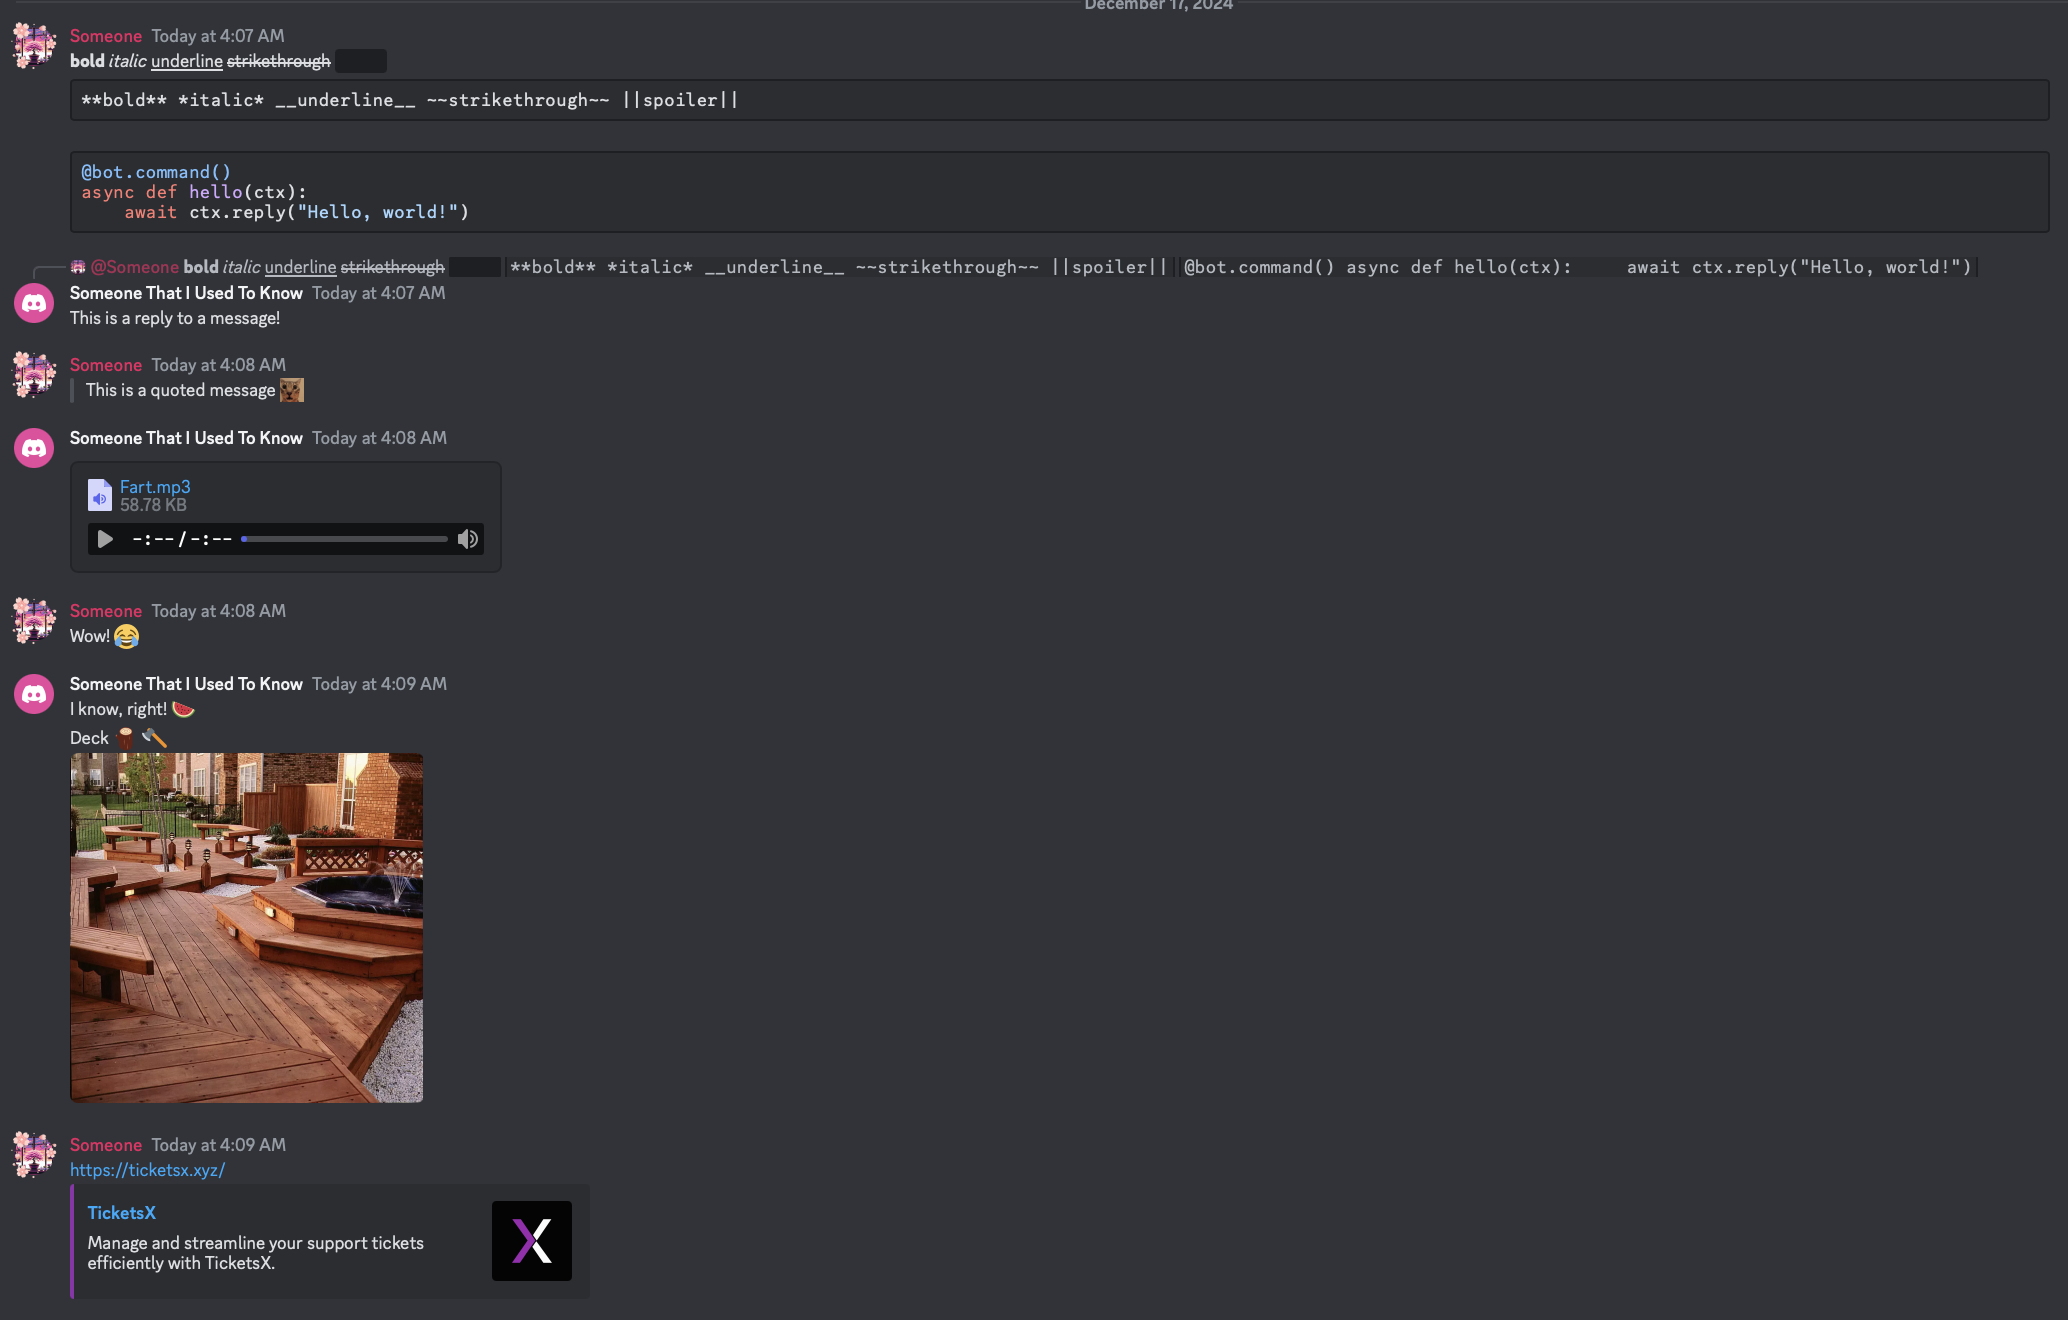 December 17, 2024
Someone Today at 4:07 AM
bold italic underline strikethrough
**bold** *italic* __underline__ ~~strikethrough~~ ||spoiler||
@bot.command()
async def hello(ctx):
    await ctx.reply("Hello, world!")
@Someone bold italic underline strikethrough **bold** *italic* __underline__ ~~strikethrough~~ ||spoiler|| @bot.command() async def hello(ctx):     await ctx.reply("Hello, world!")
Someone That I Used To Know Today at 4:07 AM
This is a reply to a message!
Someone Today at 4:08 AM
This is a quoted message
Someone That I Used To Know Today at 4:08 AM
Fart.mp3
58.78 KB
-:-- / -:--
Someone Today at 4:08 AM
Wow! 😂
Someone That I Used To Know Today at 4:09 AM
I know, right! 🍉
Deck 🪵 🪓
Someone Today at 4:09 AM
https://ticketsx.xyz/
TicketsX
Manage and streamline your support tickets
efficiently with TicketsX.
X